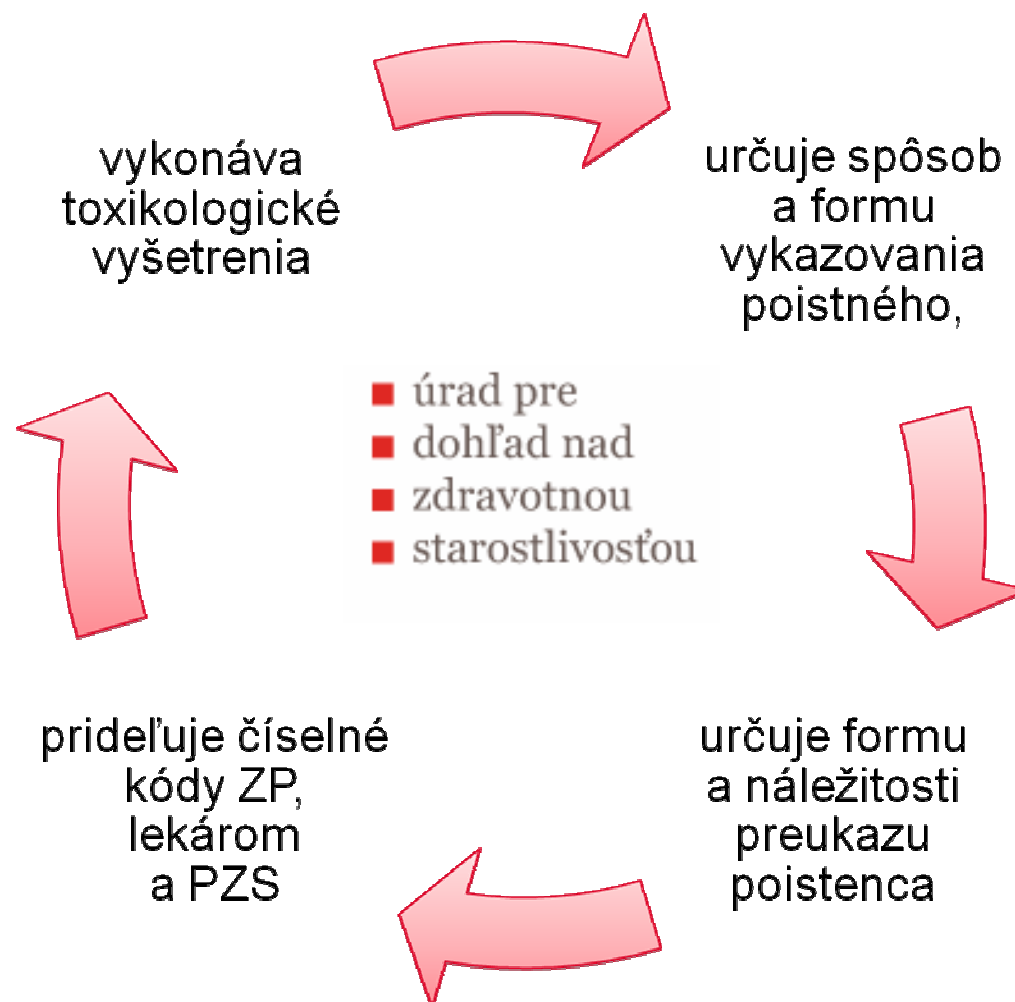 vykonáva
toxikologické
vyšetrenia
určuje spôsob
a formu
vykazovania
poistného,
úrad pre
dohľad nad
zdravotnou
starostlivosťou
prideľuje číselné
kódy ZP,
lekárom
a PZS
určuje formu
a náležitosti
preukazu
poistenca